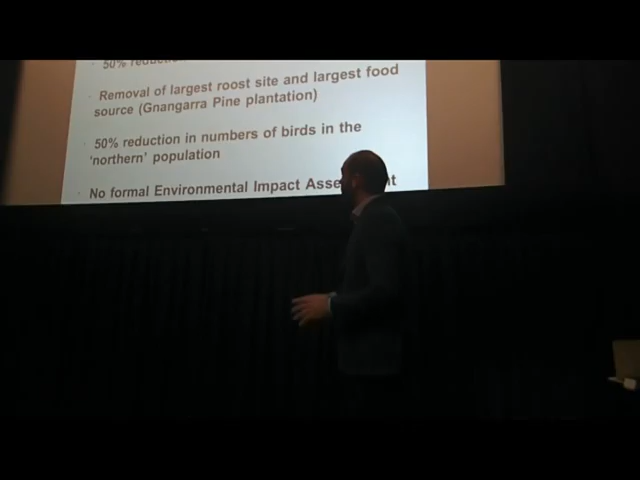 50%
Removal of largest roost site and largest food
source (Gnangarra Pine plantation)
50% reduction in numbers of birds in the
'northern' population
No formal Environmental Impact